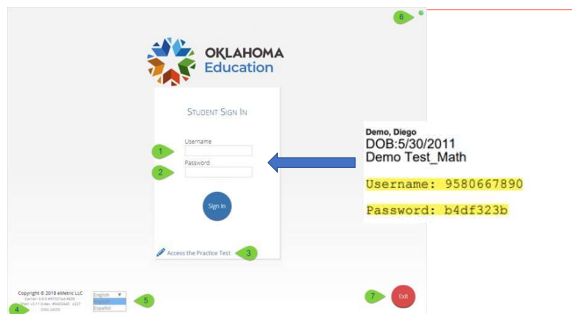 6
OKLAHOMA
Education
STUDENT SIGN IN
Username
1
Password
2
Sign In
Access the Practice Test
3
Demo, Diego
DOB:5/30/2011
Demo Test_Math
Username: 9580667890
Password: b4df323b
Copyright © 2018 eMetric LLC
4
English
Español
5
7
Exit